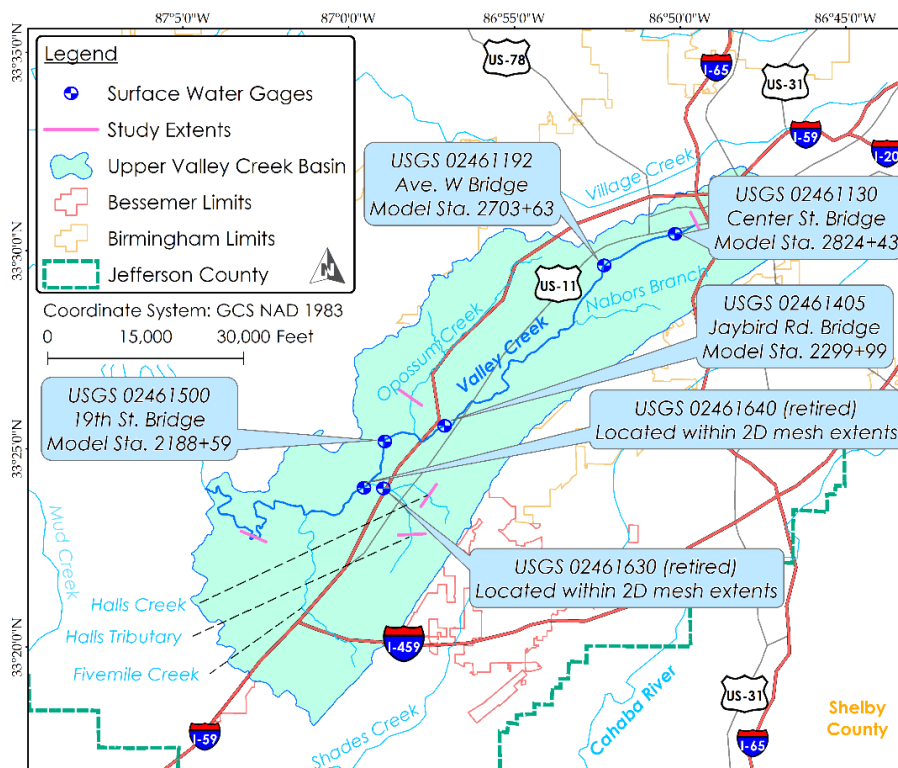 87°5'0"W
87°0'0"W
86°55'0"W
86°50'0"W
86°45'0"W
33°35'0"N
33°30'0"N
33°25'0"N
33°20'0"N
Legend
Surface Water Gages
Study Extents
Upper Valley Creek Basin
Bessemer Limits
Birmingham Limits
Jefferson County
N
Coordinate System: GCS NAD 1983
0 15,000 30,000 Feet
US-78
I-65
US-31
I-59
I-20
Village Creek
USGS 02461192
Ave. W Bridge
Model Sta. 2703+63
USGS 02461130
Center St. Bridge
Model Sta. 2824+43
US-11
Nabors Branch
Opossum Creek
Valley Creek
USGS 02461405
Jaybird Rd. Bridge
Model Sta. 2299+99
USGS 02461500
19th St. Bridge
Model Sta. 2188+59
USGS 02461640 (retired)
Located within 2D mesh extents
Mud Creek
USGS 02461630 (retired)
Located within 2D mesh extents
Halls Creek
Halls Tributary
Fivemile Creek
I-459
Shades Creek
Cahaba River
US-31
Shelby
County
I-59
I-65